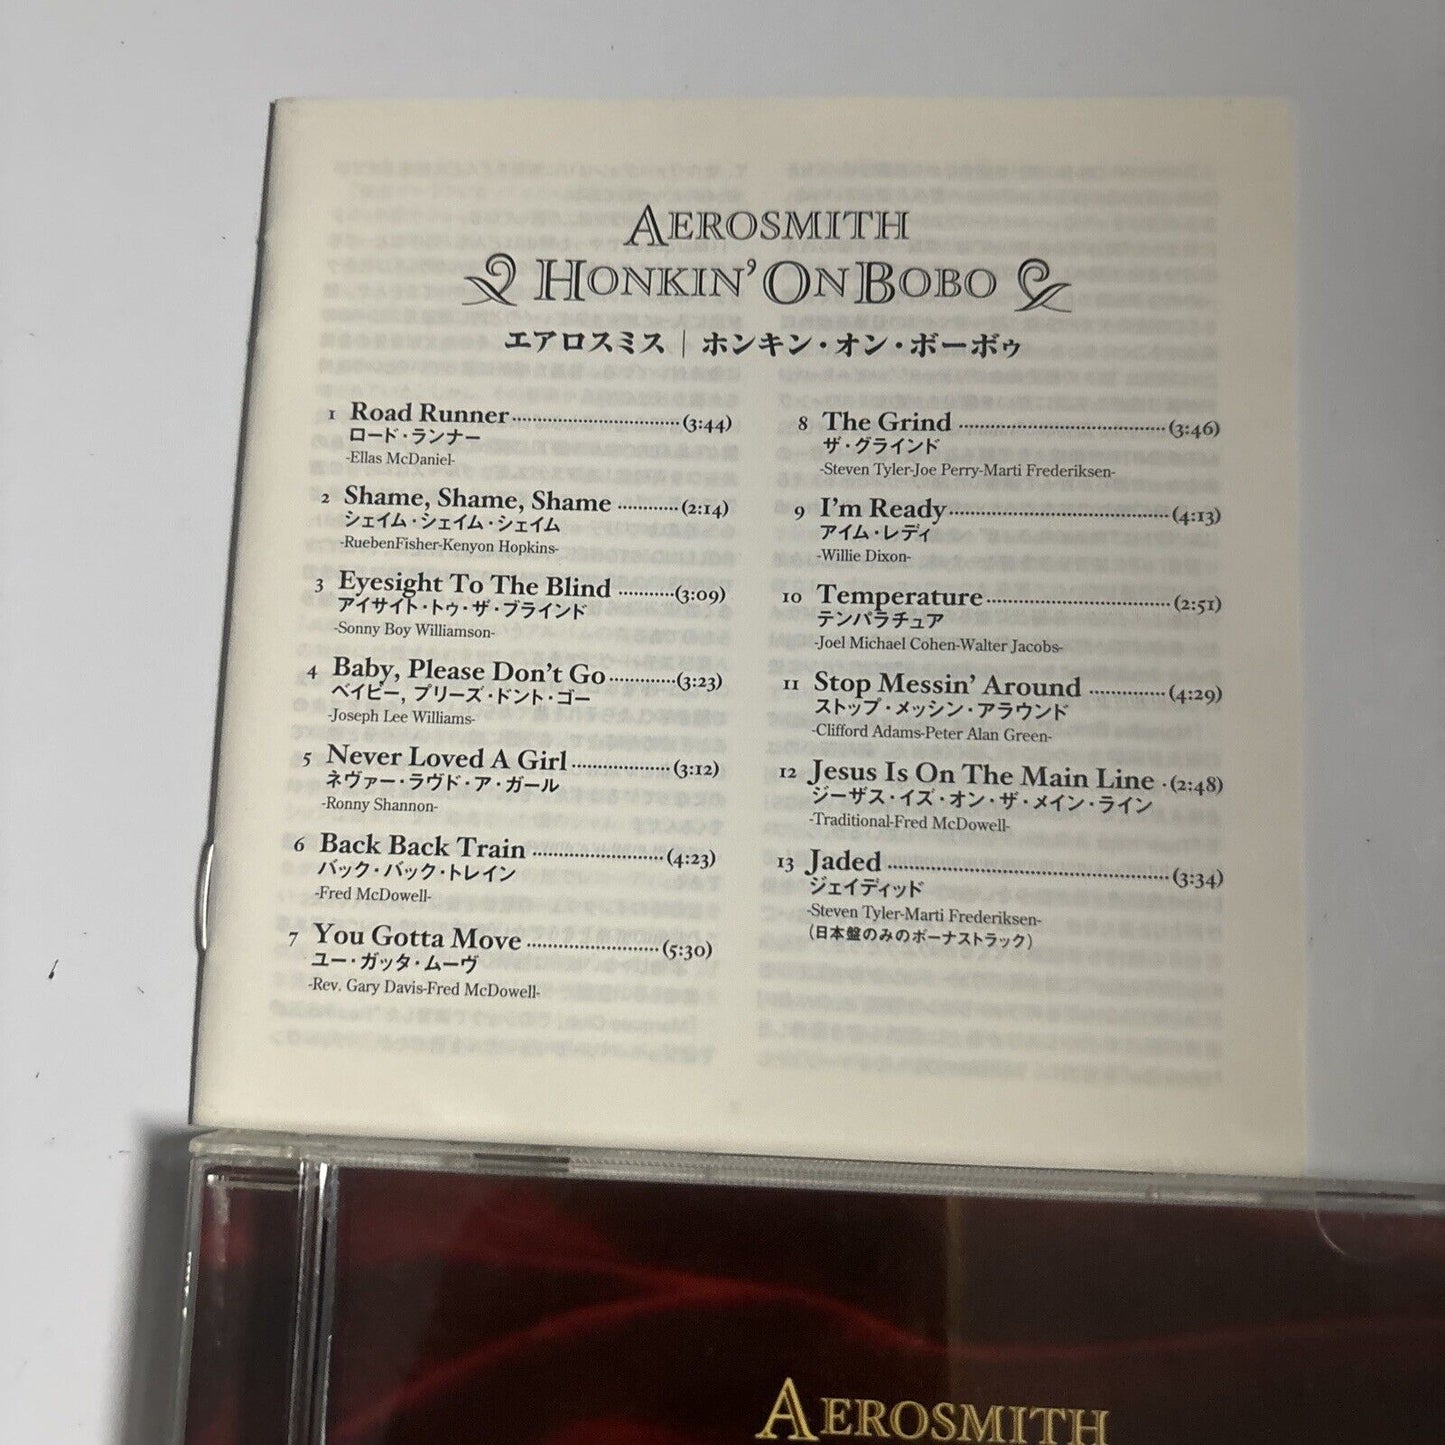 AEROSMITH
HONKIN' ON BOBO
エアロスミス | ホンキン・オン・ボーボゥ
1 Road Runner (3:44)
ロード・ランナー
-Ellas McDaniel-
2 Shame, Shame, Shame (2:14)
シェイム・シェイム・シェイム
-RuebenFisher-Kenyon Hopkins-
3 Eyesight To The Blind (3:09)
アイサイト・トゥ・ザ・ブラインド
-Sonny Boy Williamson-
4 Baby, Please Don't Go (3:23)
ベイビー, プリーズ・ドント・ゴー
-Joseph Lee Williams-
5 Never Loved A Girl (3:12)
ネヴァー・ラヴド・ア・ガール
-Ronny Shannon-
6 Back Back Train (4:23)
バック・バック・トレイン
-Fred McDowell-
7 You Gotta Move (5:30)
ユー・ガッタ・ムーヴ
-Rev. Gary Davis-Fred McDowell-
8 The Grind (3:46)
ザ・グラインド
-Steven Tyler-Joe Perry-Marti Frederiksen-
9 I'm Ready (4:13)
アイム・レディ
-Willie Dixon-
10 Temperature (2:51)
テンパラチュア
-Joel Michael Cohen-Walter Jacobs-
11 Stop Messin' Around (4:29)
ストップ・メッシン・アラウンド
-Clifford Adams-Peter Alan Green-
12 Jesus Is On The Main Line (2:48)
ジーザス・イズ・オン・ザ・メイン・ライン
-Traditional-Fred McDowell-
13 Jaded (3:34)
ジェイディッド
-Steven Tyler-Marti Frederiksen-
(日本盤のみのボーナストラック)
AEROSMITH